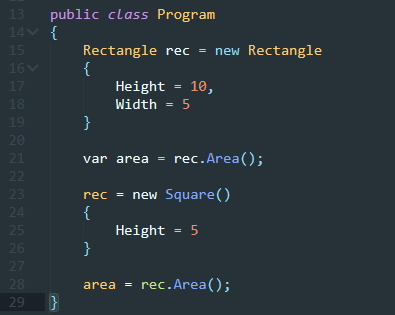 13 public class Program
14 {
15 Rectangle rec = new Rectangle
16 {
17 Height = 10,
18 Width = 5
19 }
20
21 var area = rec.Area();
22
23 rec = new Square()
24 {
25 Height = 5
26 }
27
28 area = rec.Area();
29 }